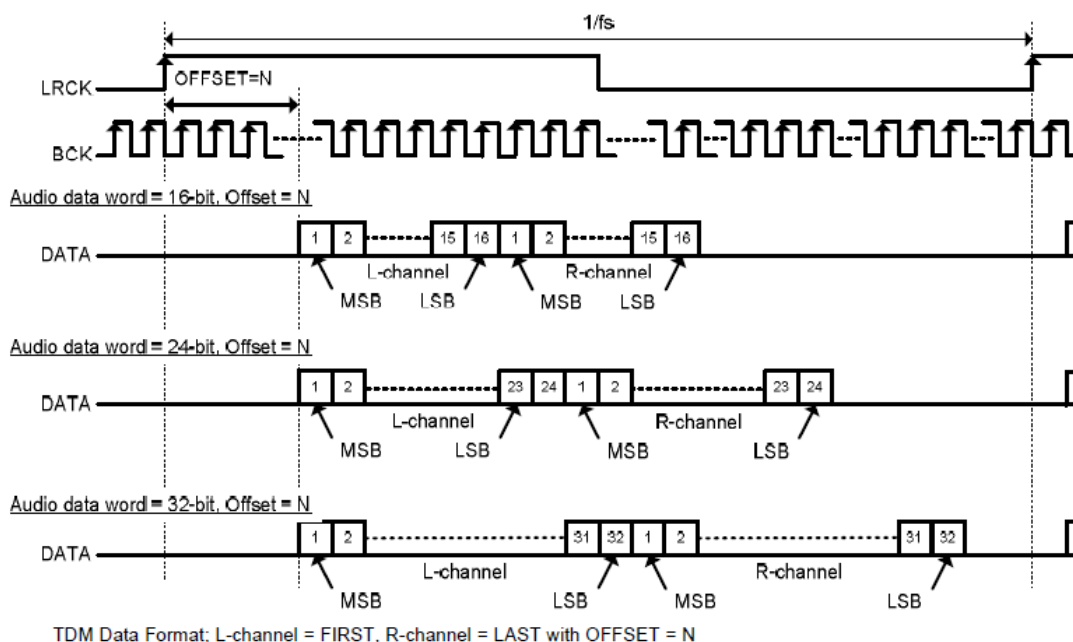 1/fs
LRCK
OFFSET=N
BCK
Audio data word = 16-bit, Offset = N
DATA
1 2 15 16 1 2 15 16
L-channel R-channel
MSB LSB MSB LSB
Audio data word = 24-bit, Offset = N
DATA
1 2 23 24 1 2 23 24
L-channel R-channel
MSB LSB MSB LSB
Audio data word = 32-bit, Offset = N
DATA
1 2 31 32 1 2 31 32
L-channel R-channel
MSB LSB MSB LSB
TDM Data Format; L-channel = FIRST, R-channel = LAST with OFFSET = N